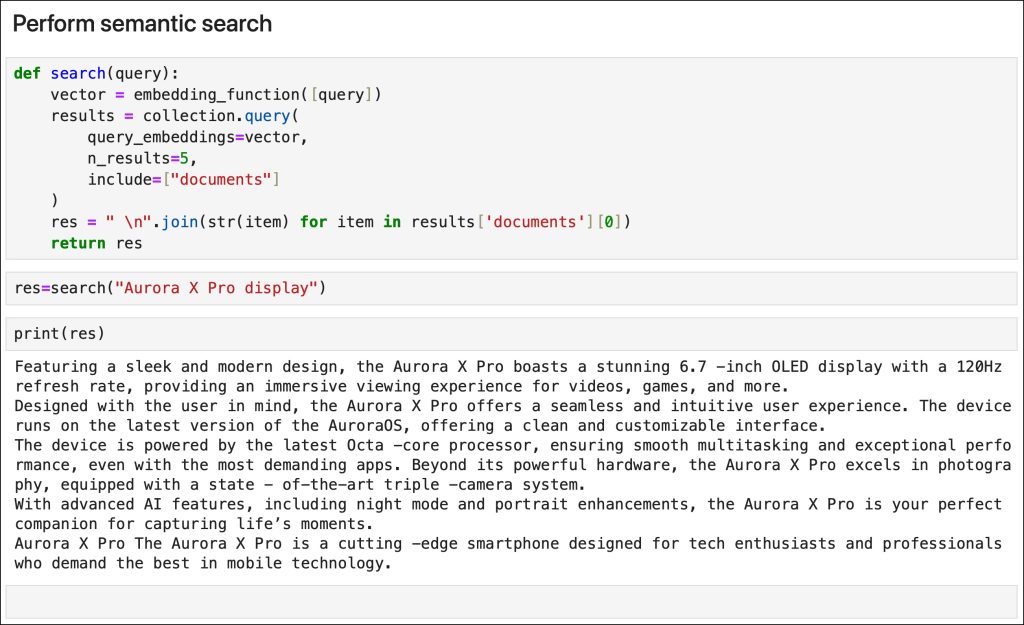 Perform semantic search
def search(query):
    vector = embedding_function([query])
    results = collection.query(
        query_embeddings=vector,
        n_results=5,
        include=["documents"]
    )
    res = " \n".join(str(item) for item in results['documents'][0])
    return res
res=search("Aurora X Pro display")
print(res)
Featuring a sleek and modern design, the Aurora X Pro boasts a stunning 6.7 -inch OLED display with a 120Hz
refresh rate, providing an immersive viewing experience for videos, games, and more.
Designed with the user in mind, the Aurora X Pro offers a seamless and intuitive user experience. The device
runs on the latest version of the AuroraOS, offering a clean and customizable interface.
The device is powered by the latest Octa -core processor, ensuring smooth multitasking and exceptional perfo
rmance, even with the most demanding apps. Beyond its powerful hardware, the Aurora X Pro excels in photogra
phy, equipped with a state - of-the-art triple -camera system.
With advanced AI features, including night mode and portrait enhancements, the Aurora X Pro is your perfect
companion for capturing life’s moments.
Aurora X Pro The Aurora X Pro is a cutting -edge smartphone designed for tech enthusiasts and professionals
who demand the best in mobile technology.